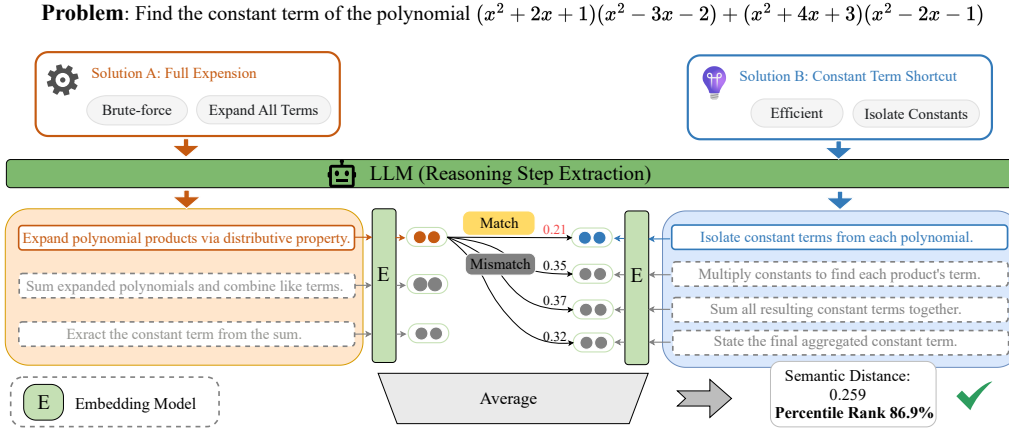 Problem: Find the constant term of the polynomial (x² + 2x + 1)(x² − 3x − 2) + (x² + 4x + 3)(x² − 2x − 1)
Solution A: Full Expension
Brute-force
Expand All Terms
Solution B: Constant Term Shortcut
Efficient
Isolate Constants
LLM (Reasoning Step Extraction)
Expand polynomial products via distributive property.
Sum expanded polynomials and combine like terms.
Exract the constant term from the sum.
E
Match
Mismatch
0.21
0.35
0.37
0.32
E
Isolate constant terms from each polynomial.
Multiply constants to find each product's term.
Sum all resulting constant terms together.
State the final aggregated constant term.
E
Embedding Model
Average
Semantic Distance:
0.259
Percentile Rank 86.9%